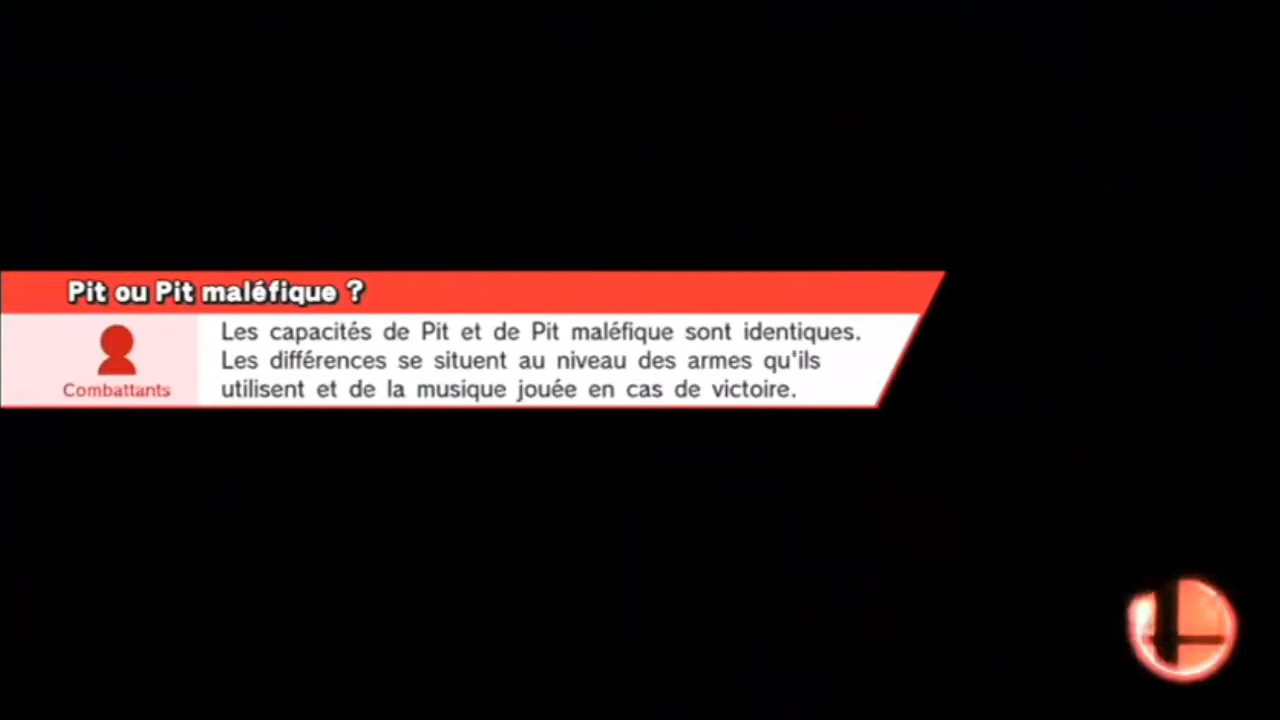 Pit ou Pit maléfique ?
Les capacités de Pit et de Pit maléfique sont identiques.
Les différences se situent au niveau des armes qu'ils
utilisent et de la musique jouée en cas de victoire.
Combattants